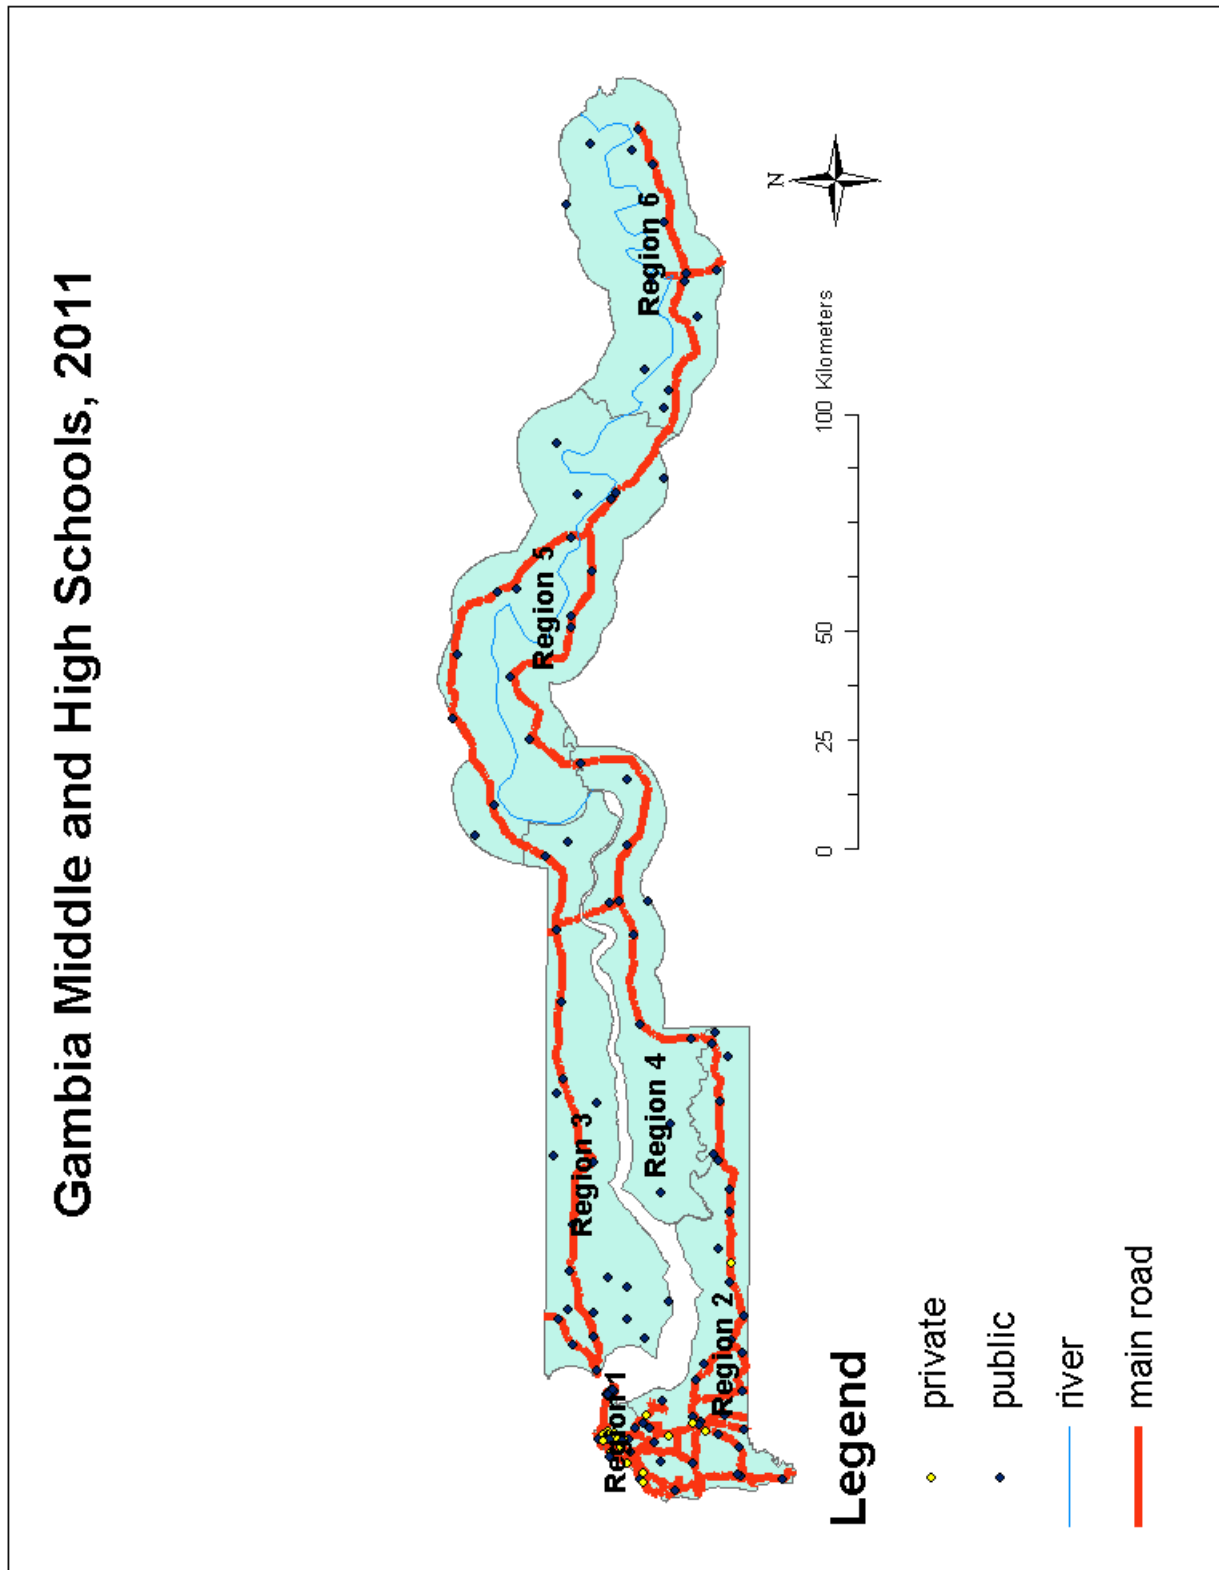 Gambia Middle and High Schools, 2011
Region 1
Region 2
Region 3
Region 4
Region 5
Region 6
N
0 25 50 100 Kilometers
Legend
private
public
river
main road